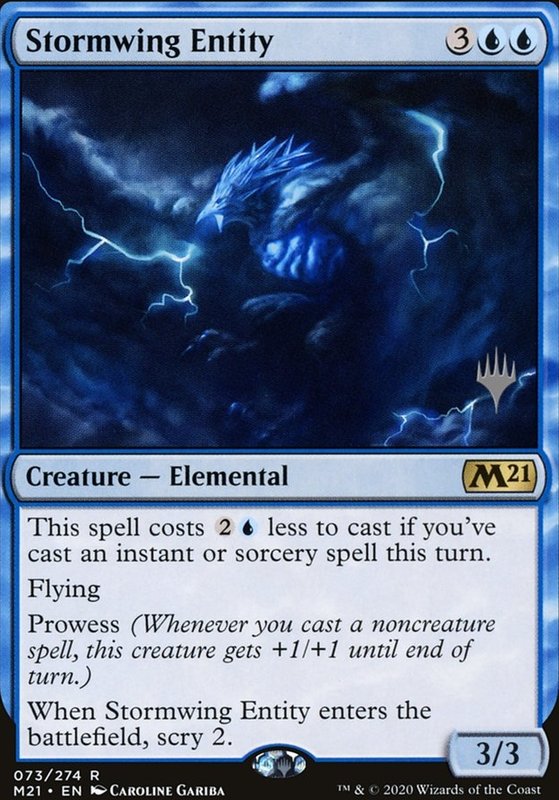 Stormwing Entity 3
Creature — Elemental M21
This spell costs 2 less to cast if you've
cast an instant or sorcery spell this turn.
Flying
Prowess (Whenever you cast a noncreature
spell, this creature gets +1/+1 until end of
turn.)
When Stormwing Entity enters the
battlefield, scry 2.
3/3
073/274 R
M21 • EN CAROLINE GARIBA
™ & © 2020 Wizards of the Coast